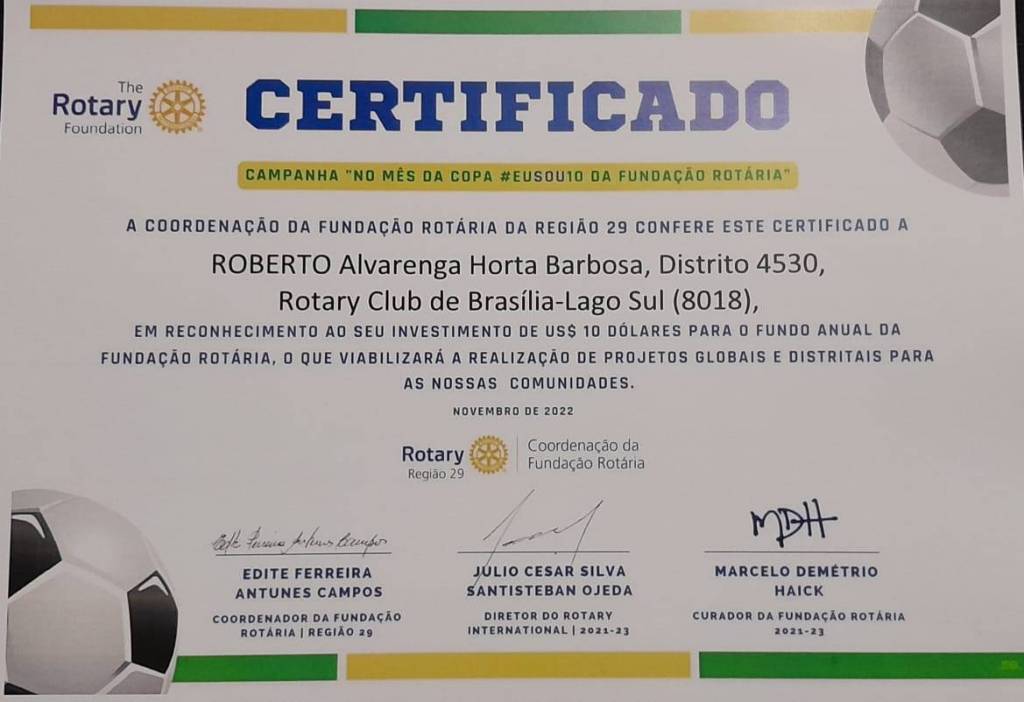 The
Rotary
Foundation
CERTIFICADO
CAMPANHA "NO MÊS DA COPA #EUSOU10 DA FUNDAÇÃO ROTÁRIA"
A COORDENAÇÃO DA FUNDAÇÃO ROTÁRIA DA REGIÃO 29 CONFERE ESTE CERTIFICADO A
ROBERTO Alvarenga Horta Barbosa, Distrito 4530,
Rotary Club de Brasília-Lago Sul (8018),
EM RECONHECIMENTO AO SEU INVESTIMENTO DE US$ 10 DÓLARES PARA O FUNDO ANUAL DA
FUNDAÇÃO ROTÁRIA, O QUE VIABILIZARÁ A REALIZAÇÃO DE PROJETOS GLOBAIS E DISTRITAIS PARA
AS NOSSAS COMUNIDADES.
NOVEMBRO DE 2022
Rotary
Região 29
Coordenação da
Fundação Rotária
EDITE FERREIRA
ANTUNES CAMPOS
COORDENADOR DA FUNDAÇÃO
ROTÁRIA | REGIÃO 29
JULIO CESAR SILVA
SANTISTEBAN OJEDA
DIRETOR DO ROTARY
INTERNATIONAL | 2021-23
MARCELO DEMÉTRIO
HAICK
CURADOR DA FUNDAÇÃO ROTÁRIA
2021-23